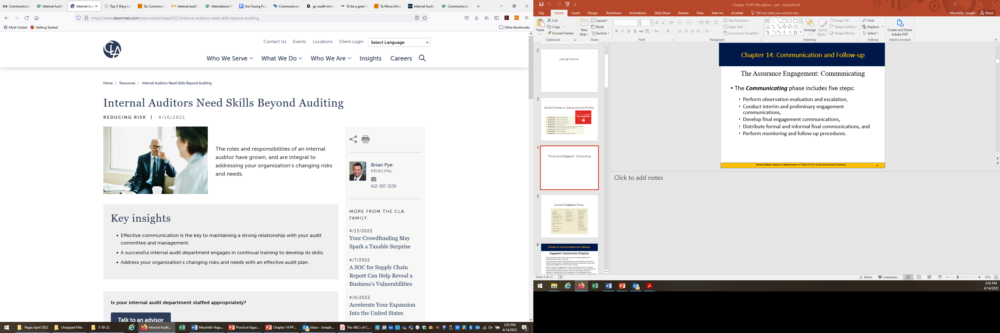 Communicatio
Internal Audit
Internal Aud
Top 5 Ways to
Six Common I
Internal audit c
International P
Are Young Peo
Communicatin
gx-audit-inter
To be a great in
To Move Ahea
Internal Audit
Communicatio
https://www.claconnect.com/resources/articles/2021/internal-auditors-need-skills-beyond-auditing
Most Visited Getting Started
Other Bookmarks
Contact Us Events Locations Client Login Select Language
CLA
Who We Serve What We Do Who We Are Insights Careers
Home / Resources / Internal Auditors Need Skills Beyond Auditing
Internal Auditors Need Skills Beyond Auditing
REDUCING RISK | 4/16/2021
The roles and responsibilities of an internal
auditor have grown, and are integral to
addressing your organization's changing risks
and needs.
Key insights
• Effective communication is the key to maintaining a strong relationship with your audit
committee and management.
• A successful internal audit department engages in continual training to develop its skills.
• Address your organization's changing risks and needs with an effective audit plan.
Is your internal audit department staffed appropriately?
Talk to an advisor
Brian Pye
PRINCIPAL
612-397-3139
MORE FROM THE CLA
FAMILY
4/13/2022
Your Crowdfunding May
Spark a Taxable Surprise
4/7/2022
A SOC for Supply Chain
Report Can Help Reveal a
Business's Vulnerabilities
4/6/2022
Accelerate Your Expansion
Into the United States
Vegas April 2022
Unzipped Files
3-30-22
Internal Audit...
Mauriello Vega...
Practical Appr...
Chapter 14 PP...
Inbox - Joseph...
The ABCs of C...
2:03 PM
4/14/2022
5
Chapter 14 PPT 4th edition - jam - PowerPoint
File Home Insert Design Transitions Animations Slide Show Review View Add-ins Acrobat Tell me what you want to do...
Mauriello, Joseph Share
Paste
Cut
Copy
Format Painter
Clipboard
New
Slide
Layout
Reset
Section
Slides
Font
Text Direction
Align Text
Convert to SmartArt
Paragraph
Arrange
Quick
Styles
Shape Fill
Shape Outline
Shape Effects
Drawing
Find
Replace
Select
Editing
Create and Share
Adobe PDF
Adobe Acrobat
2
Learning Objectives
3
Standards Relevant to Communication and Followup
4
The Assurance Engagement: Communicating
5
Assurance Engagement Process
6
Chapter 14: Communication and Followup
Engagement Communication Obligations
Chapter 14: Communication and Follow-up
The Assurance Engagement: Communicating
• The Communicating phase includes five steps:
• Perform observation evaluation and escalation,
• Conduct interim and preliminary engagement
communications,
• Develop final engagement communications,
• Distribute formal and informal final communications, and
• Perform monitoring and follow-up procedures.
Internal Auditing: Assurance & Advisory Services, 4th Edition © 2017 by the Internal Audit Foundation.
4
Click to add notes
Slide 4 of 31
Notes Comments
62%
2:03 PM
4/14/2022